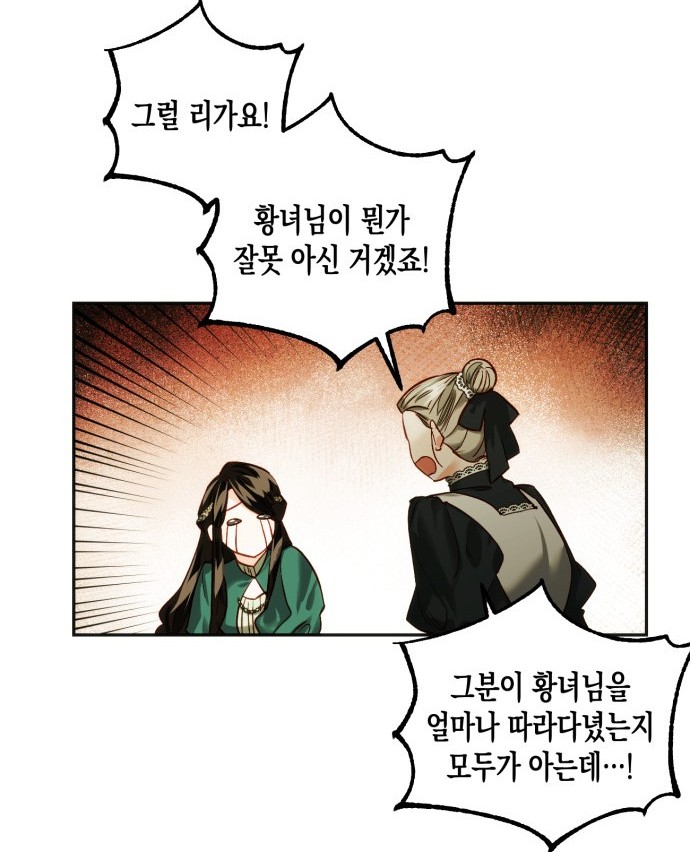 그럴 리가요!
황녀님이 뭔가
잘못 아신 거겠죠!
그분이 황녀님을
얼마나 따라다녔는지
모두가 아는데…!